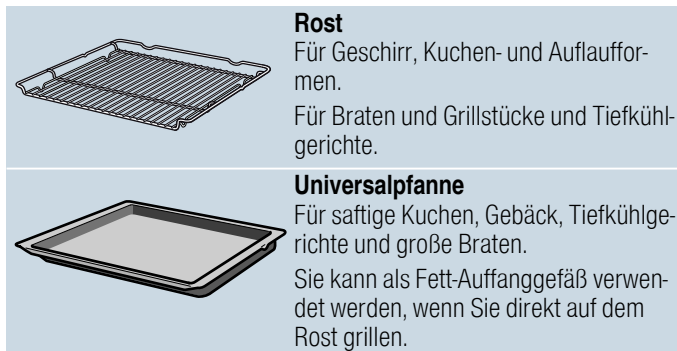 Rost
Für Geschirr, Kuchen- und Auflauffor-
men.
Für Braten und Grillstücke und Tiefkühl-
gerichte.
Universalpfanne
Für saftige Kuchen, Gebäck, Tiefkühlge-
richte und große Braten.
Sie kann als Fett-Auffanggefäß verwen-
det werden, wenn Sie direkt auf dem
Rost grillen.